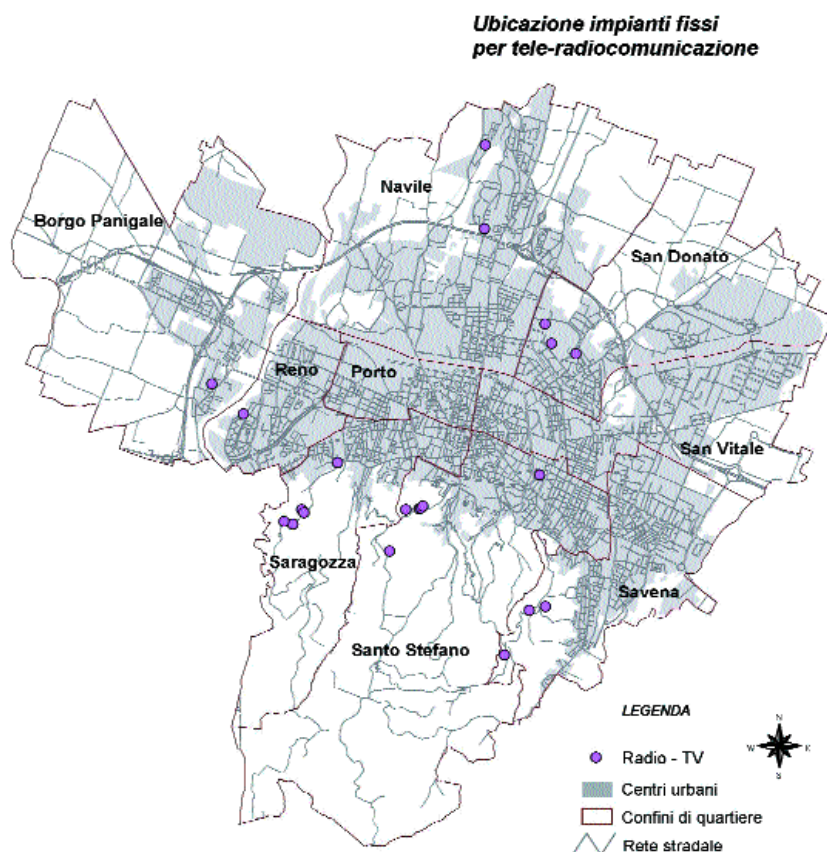 Ubicazione impianti fissi
per tele-radiocomunicazione
Navile
Borgo Panigale
San Donato
Reno
Porto
San Vitale
Saragozza
Savena
Santo Stefano
LEGENDA
N
W
S
Radio - TV
Centri urbani
Confini di quartiere
Rete stradale